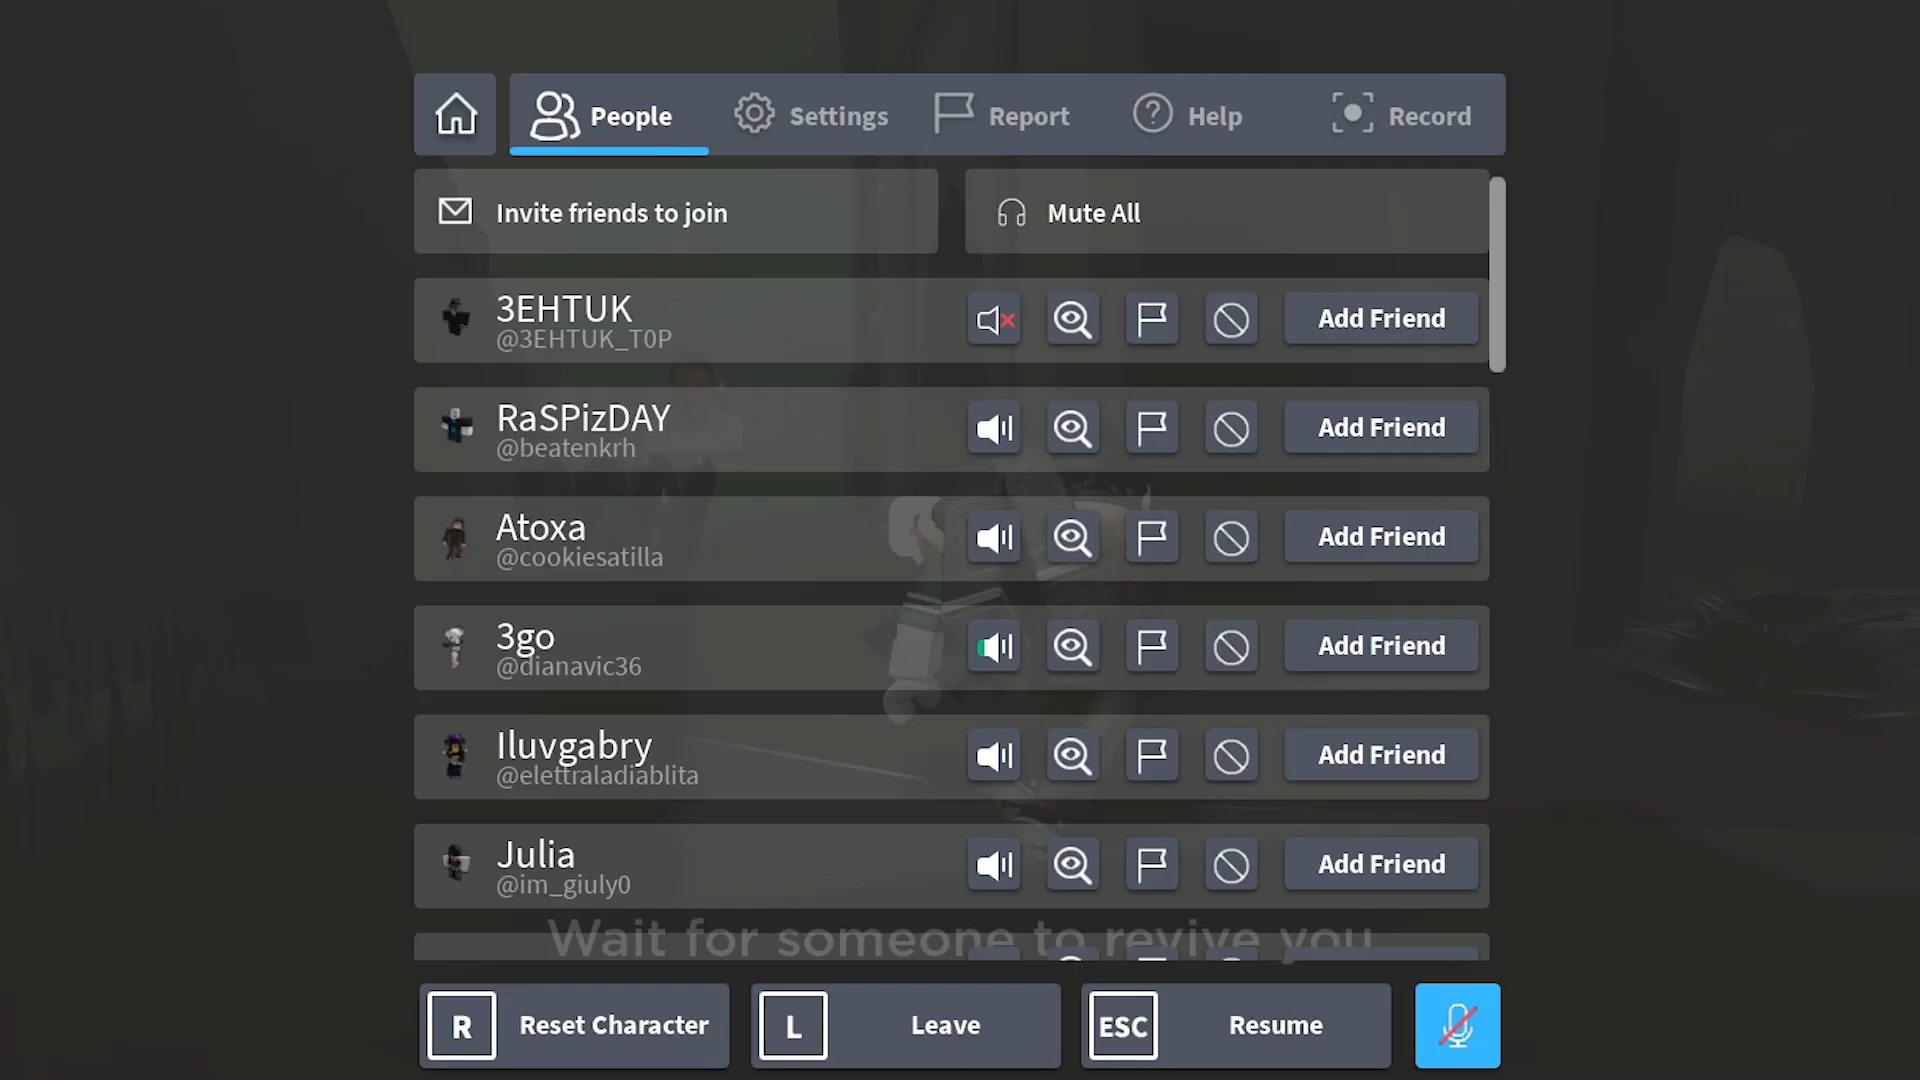 People
Settings
Report
Help
Record
Invite friends to join
Mute All
3EHTUK
@3EHTUK_T0P
Add Friend
RaSPizDAY
@beatenkrh
Add Friend
Atoxa
@cookiesatilla
Add Friend
3go
@dianavic36
Add Friend
Iluvgabry
@elettraladiablita
Add Friend
Julia
@im_giuly0
Add Friend
Wait for someone to revive you
R Reset Character
L Leave
ESC Resume